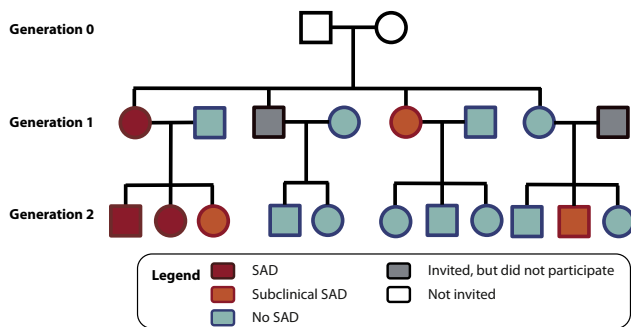 Generation 0
Generation 1
Generation 2
Legend
SAD
Subclinical SAD
No SAD
Invited, but did not participate
Not invited